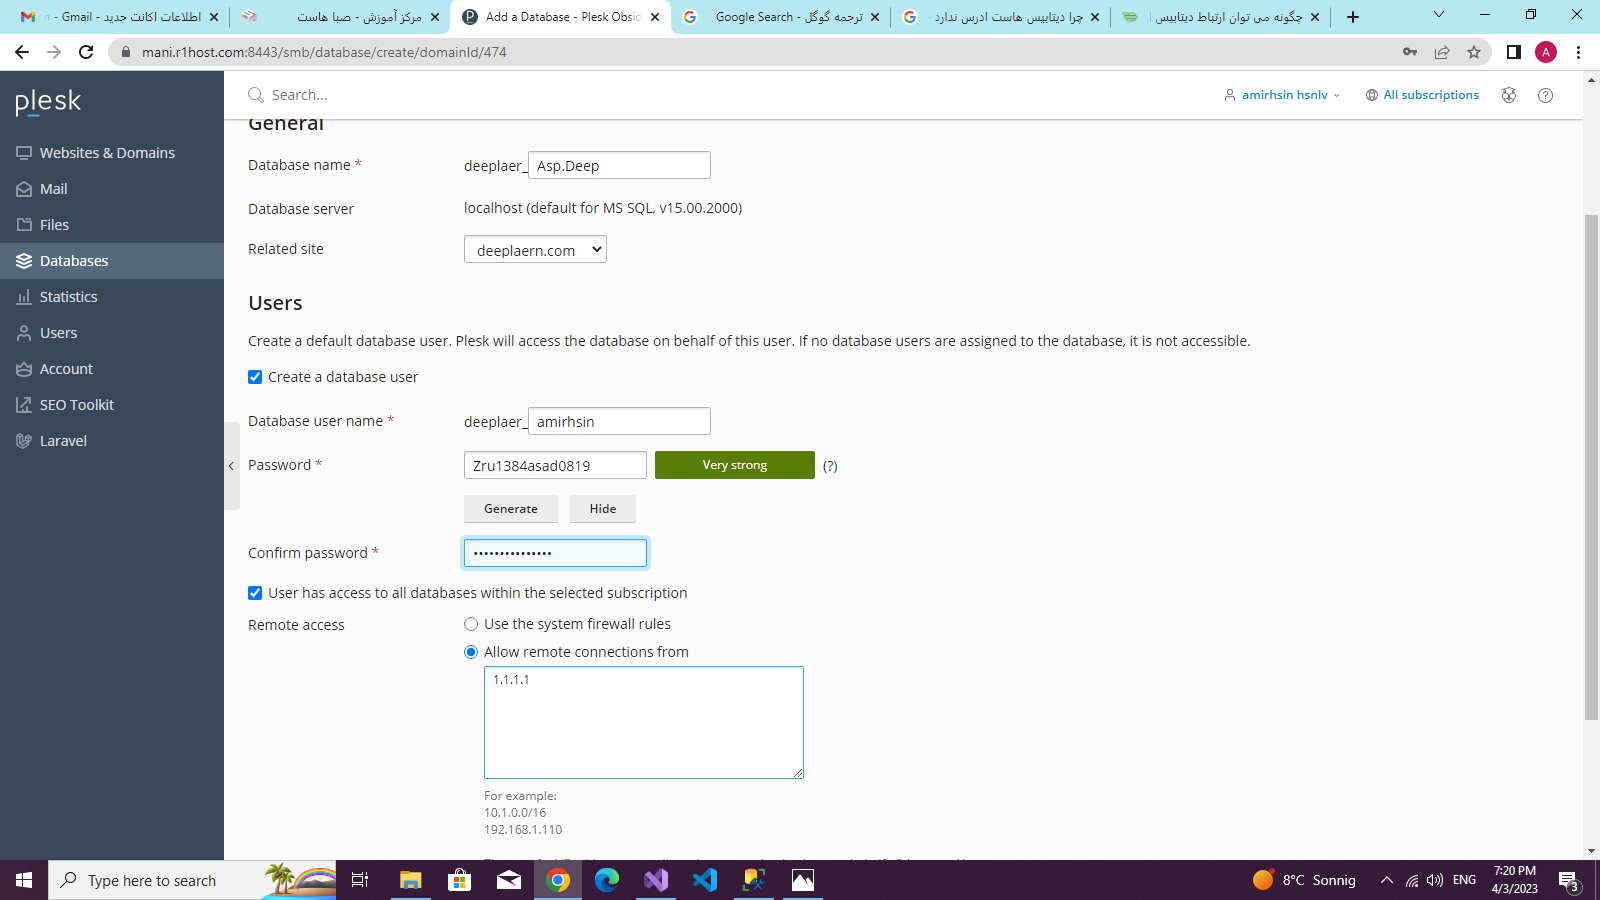 اطلاعات اکانت جدید - Gmail - n
مرکز آموزش - صبا هاست
Add a Database - Plesk Obsid
ترجمه گوگل - Google Search
چرا دیتابیس هاست ادرس ندارد -
چگونه می توان ارتباط دیتابیس ا
mani.r1host.com:8443/smb/database/create/domainId/474
A
plesk
Search...
amirhsin hsnlv
All subscriptions
Websites & Domains
Mail
Files
Databases
Statistics
Users
Account
SEO Toolkit
Laravel
General
Database name *
deeplaer_ Asp.Deep
Database server
localhost (default for MS SQL, v15.00.2000)
Related site
deeplaern.com
Users
Create a default database user. Plesk will access the database on behalf of this user. If no database users are assigned to the database, it is not accessible.
Create a database user
Database user name *
deeplaer_ amirhsin
Password *
Zru1384asad0819
Very strong
(?)
Generate
Hide
Confirm password *
•••••••••••••••
User has access to all databases within the selected subscription
Remote access
Use the system firewall rules
Allow remote connections from
1.1.1.1
For example:
10.1.0.0/16
192.168.1.110
Type here to search
8°C Sonnig
ENG
7:20 PM
4/3/2023
3